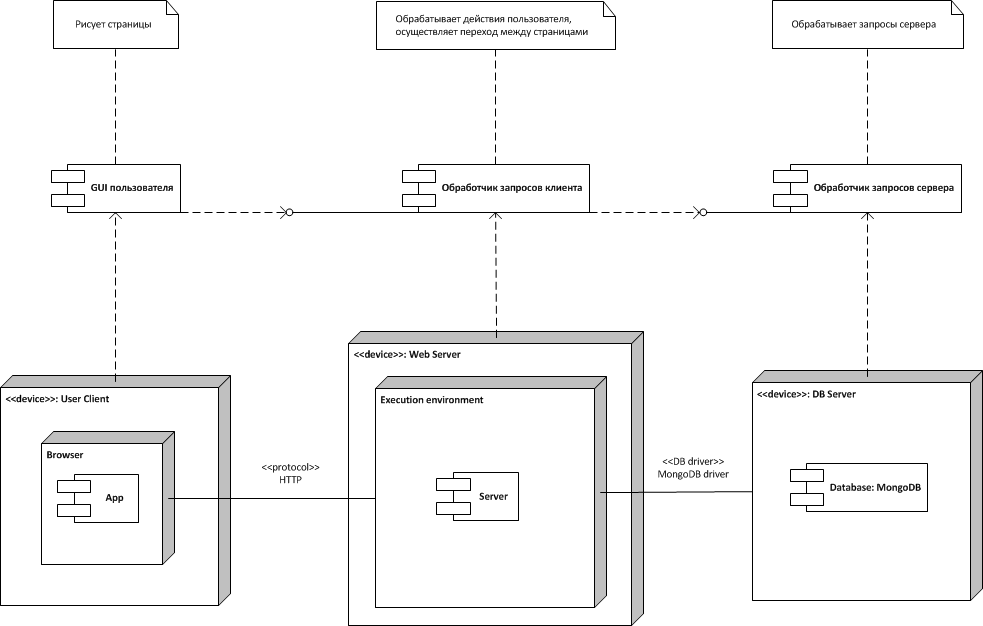 Рисует страницы
Обрабатывает действия пользователя,
осуществляет переход между страницами
Обрабатывает запросы сервера
GUI пользователя
Обработчик запросов клиента
Обработчик запросов сервера
<<device>>: User Client
Browser
App
<<protocol>>
HTTP
<<device>>: Web Server
Execution environment
Server
<<DB driver>>
MongoDB driver
<<device>>: DB Server
Database: MongoDB